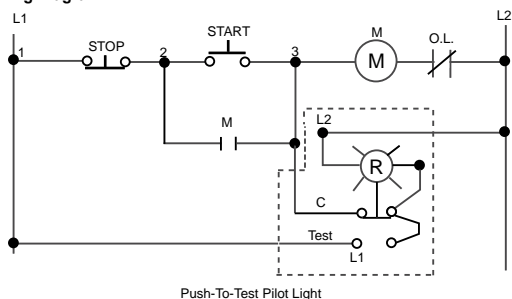 L1
L2
STOP
START
M
O.L.
1
2
3
M
M
L2
R
C
Test
L1
Push-To-Test Pilot Light